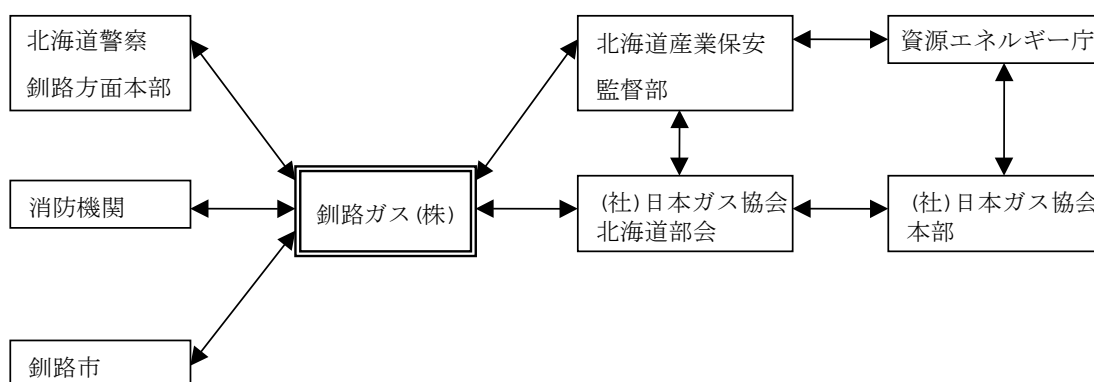 北海道警察
釧路方面本部
北海道産業保安
監督部
資源エネルギー庁
消防機関
釧路ガス(株)
(社)日本ガス協会
北海道部会
(社)日本ガス協会
本部
釧路市